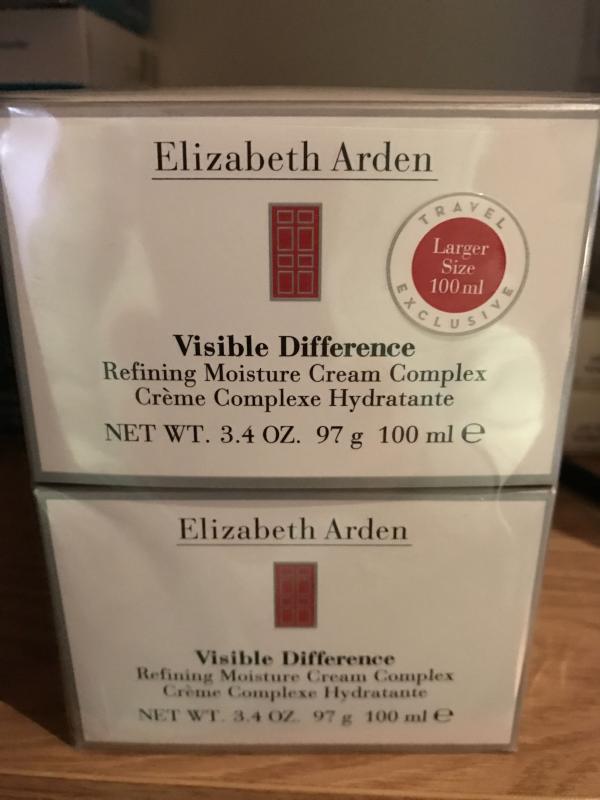 Elizabeth Arden
TRAVEL
Larger
Size
100 ml
EXCLUSIVE
Visible Difference
Refining Moisture Cream Complex
Crème Complexe Hydratante
NET WT. 3.4 OZ. 97 g 100 ml ℮
Elizabeth Arden
Visible Difference
Refining Moisture Cream Complex
Crème Complexe Hydratante
NET WT. 3.4 OZ. 97 g 100 ml ℮